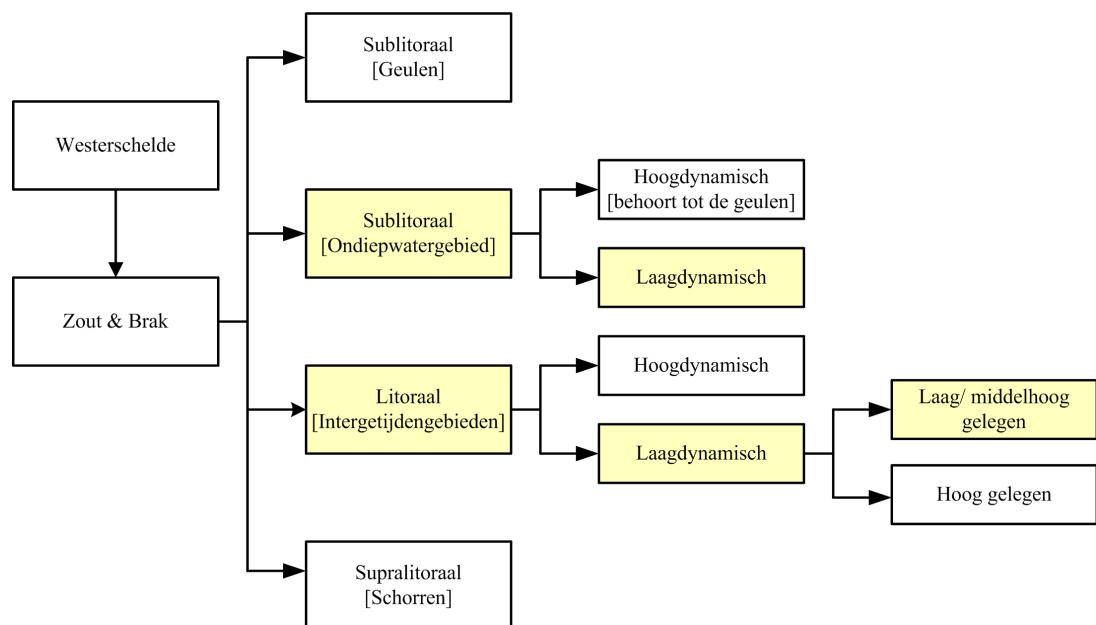 Westerschelde
Zout & Brak
Sublitoraal
[Geulen]
Sublitoraal
[Ondiepwatergebied]
Hoogdynamisch
[behoort tot de geulen]
Laagdynamisch
Litoraal
[Intergetijdengebieden]
Hoogdynamisch
Laagdynamisch
Laag/ middelhoog
gelegen
Hoog gelegen
Supralitoraal
[Schorren]